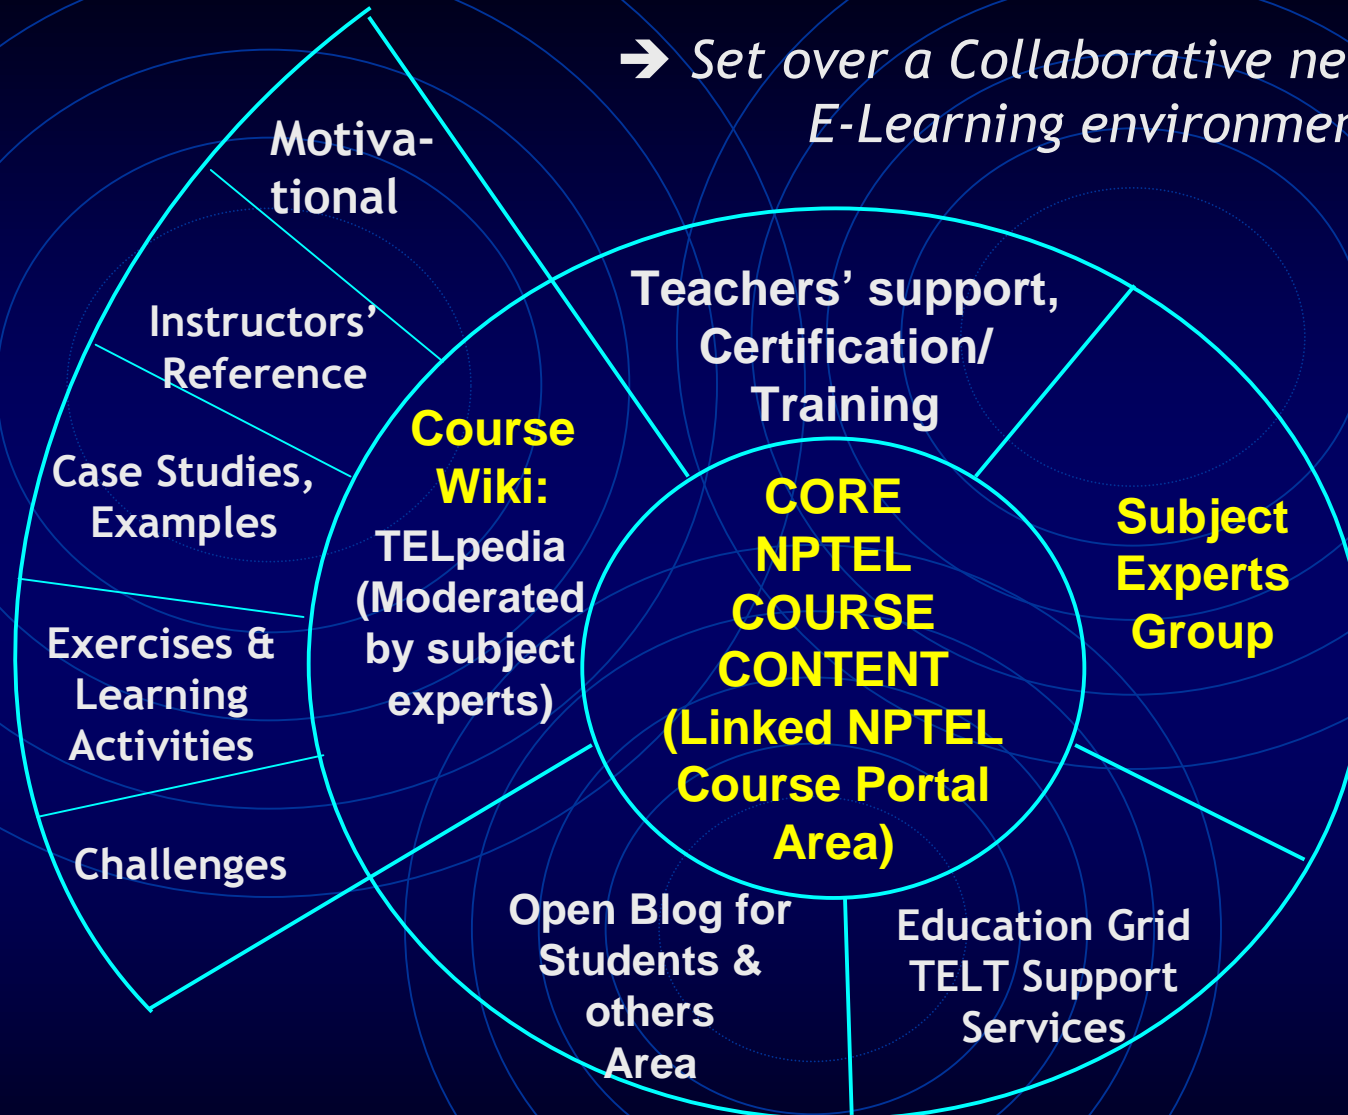 ➔ Set over a Collaborative ne
E-Learning environmen
Motiva-
tional
Instructors’
Reference
Case Studies,
Examples
Exercises &
Learning
Activities
Challenges
Course
Wiki:
TELpedia
(Moderated
by subject
experts)
Teachers’ support,
Certification/
Training
CORE
NPTEL
COURSE
CONTENT
(Linked NPTEL
Course Portal
Area)
Subject
Experts
Group
Open Blog for
Students &
others
Area
Education Grid
TELT Support
Services